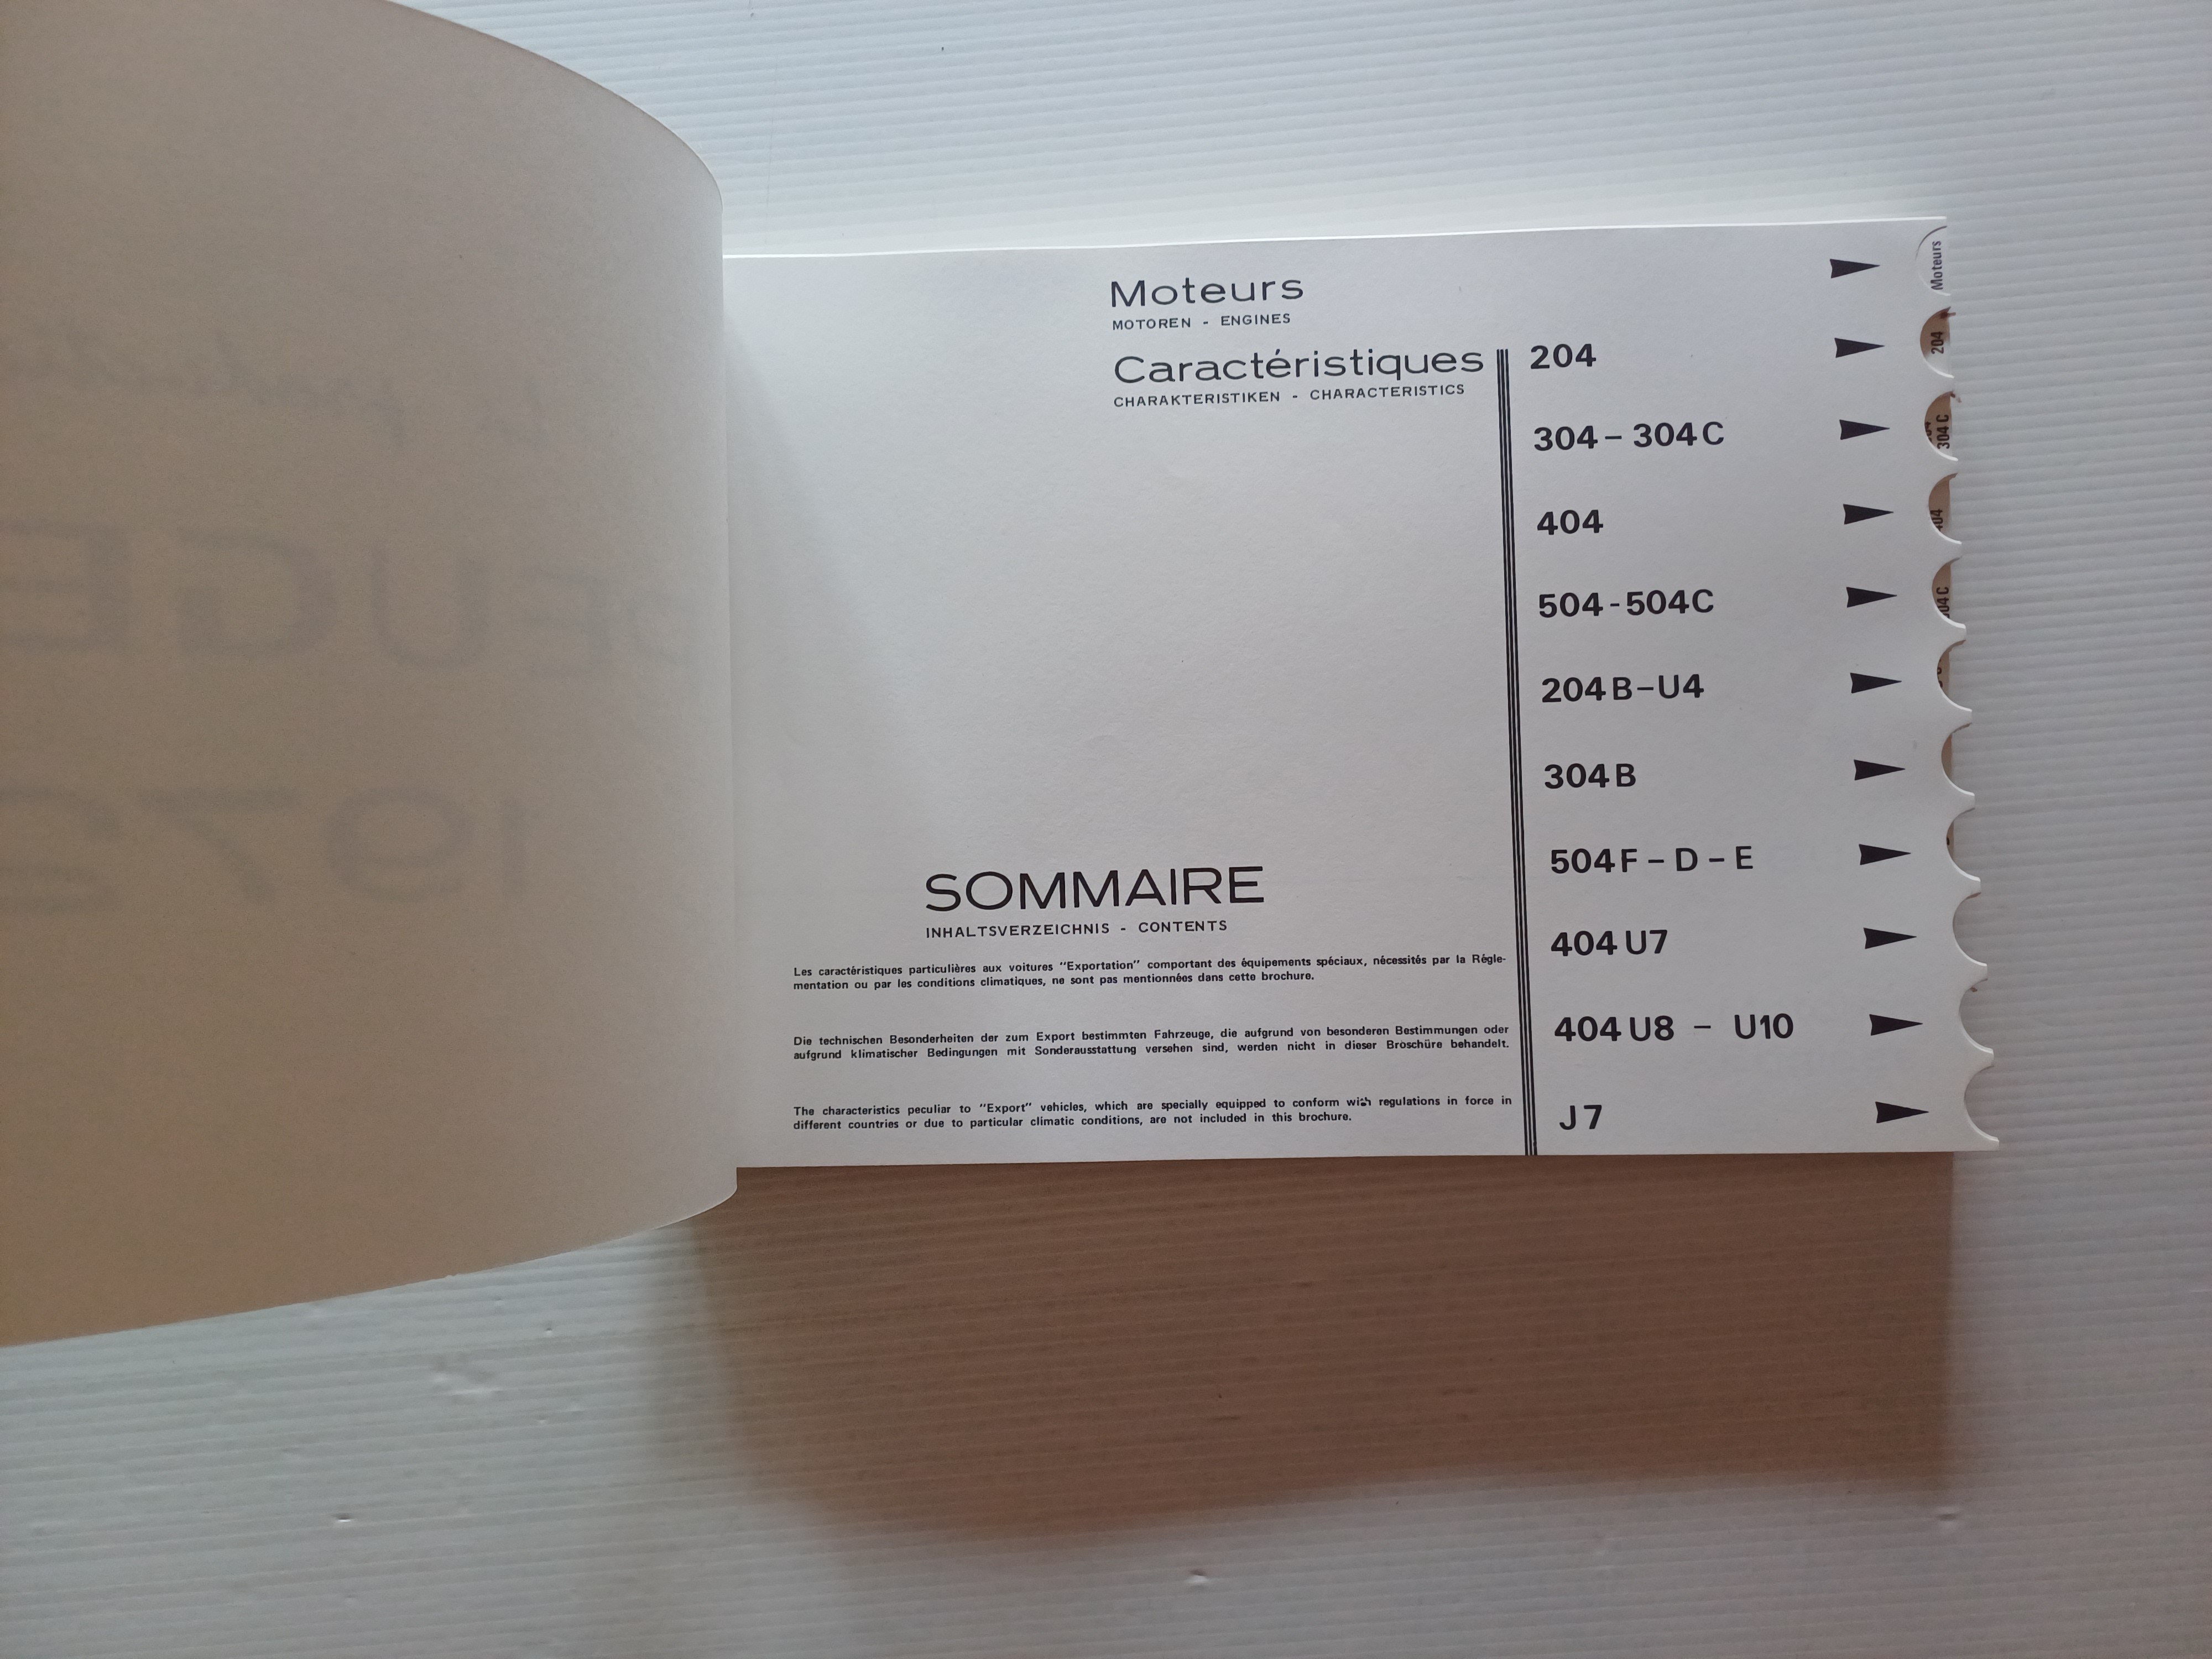 Moteurs
MOTOREN - ENGINES
Caractéristiques
CHARAKTERISTIKEN - CHARACTERISTICS
204
304 - 304 C
404
504 - 504 C
204 B - U4
304 B
504 F - D - E
404 U7
404 U8 - U10
J7
SOMMAIRE
INHALTSVERZEICHNIS - CONTENTS
Les caractéristiques particulières aux voitures "Exportation" comportant des équipements spéciaux, nécessités par la Régle-
mentation ou par les conditions climatiques, ne sont pas mentionnées dans cette brochure.
Die technischen Besonderheiten der zum Export bestimmten Fahrzeuge, die aufgrund von besonderen Bestimmungen oder
aufgrund klimatischer Bedingungen mit Sonderausstattung versehen sind, werden nicht in dieser Broschüre behandelt.
The characteristics peculiar to "Export" vehicles, which are specially equipped to conform with regulations in force in
different countries or due to particular climatic conditions, are not included in this brochure.
Moteurs
204
304 C